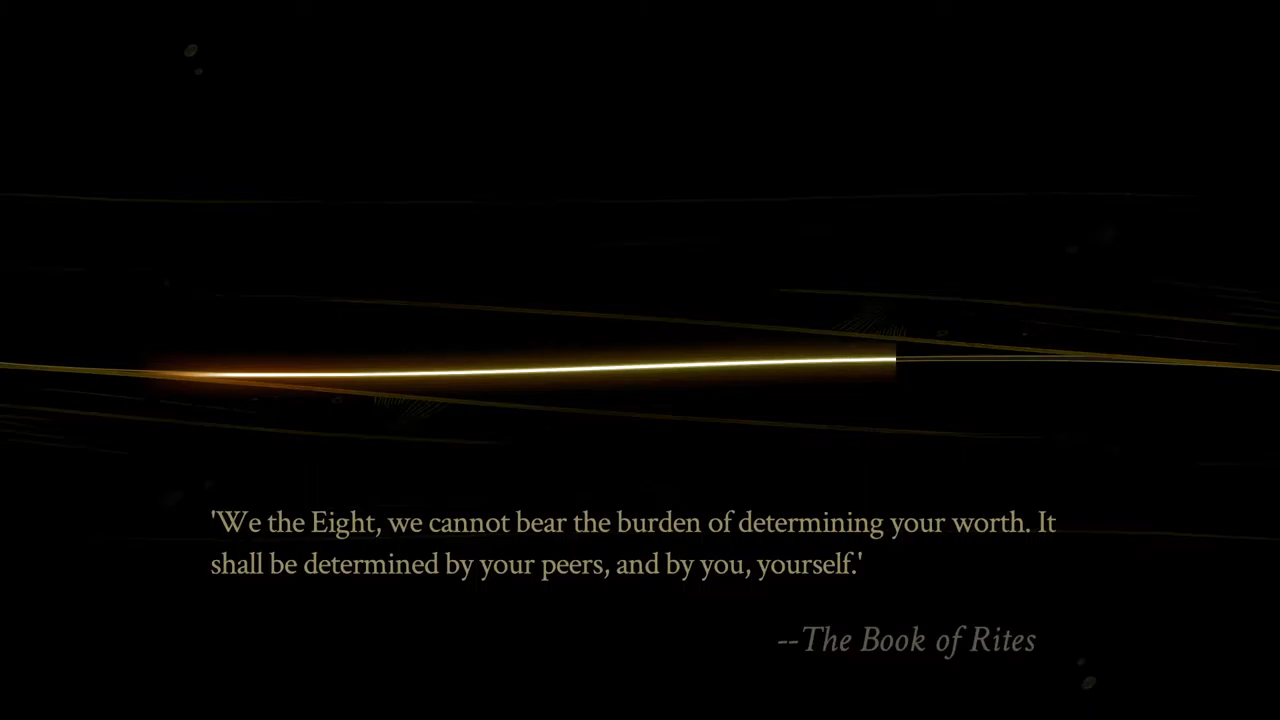 'We the Eight, we cannot bear the burden of determining your worth. It
shall be determined by your peers, and by you, yourself.'
--The Book of Rites